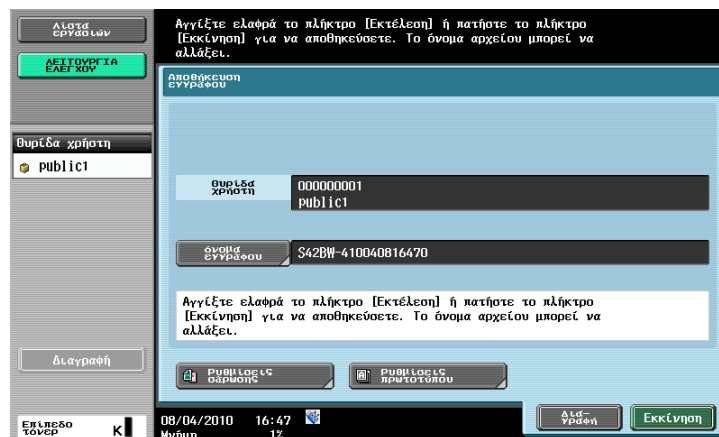 Λίστα
εργασιών
Αγγίξτε ελαφρά το πλήκτρο [Εκτέλεση] ή πατήστε το πλήκτρο
[Εκκίνηση] για να αποθηκεύσετε. Το όνομα αρχείου μπορεί να
αλλάξει.
ΛΕΙΤΟΥΡΓΙΑ
ΕΛΕΓΧΟΥ
Αποθήκευση
εγγράφου
Θυρίδα χρήστη
public1
Θυρίδα
χρήστη
000000001
public1
όνομα
εγγράφου
S42BW-410040816470
Αγγίξτε ελαφρά το πλήκτρο [Εκτέλεση] ή πατήστε το πλήκτρο
[Εκκίνηση] για να αποθηκεύσετε. Το όνομα αρχείου μπορεί να
αλλάξει.
Διαγραφή
Ρυθμίσεις
σάρωσης
Ρυθμίσεις
πρωτοτύπου
Επίπεδο
τόνερ
K
08/04/2010 16:47
Μνήμη 1%
Δια-
γραφή
Εκκίνηση